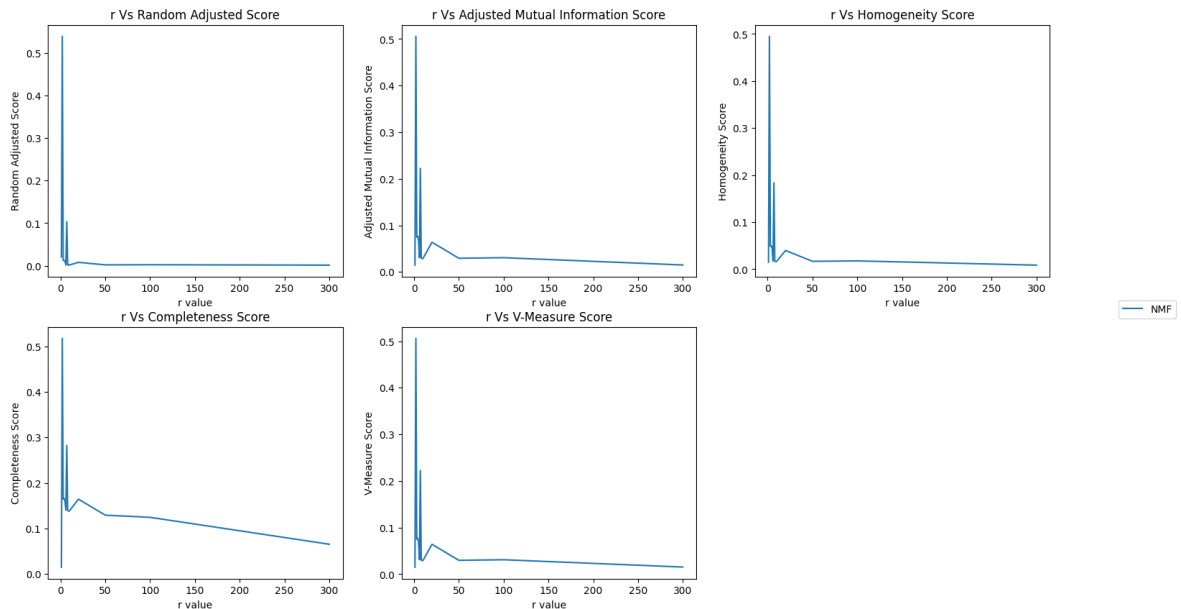 r Vs Random Adjusted Score
Random Adjusted Score
0.5
0.4
0.3
0.2
0.1
0.0
0 50 100 150 200 250 300
r value
r Vs Adjusted Mutual Information Score
Adjusted Mutual Information Score
0.5
0.4
0.3
0.2
0.1
0.0
0 50 100 150 200 250 300
r value
r Vs Homogeneity Score
Homogeneity Score
0.5
0.4
0.3
0.2
0.1
0.0
0 50 100 150 200 250 300
r value
NMF
r Vs Completeness Score
Completeness Score
0.5
0.4
0.3
0.2
0.1
0.0
0 50 100 150 200 250 300
r value
r Vs V-Measure Score
V-Measure Score
0.5
0.4
0.3
0.2
0.1
0.0
0 50 100 150 200 250 300
r value